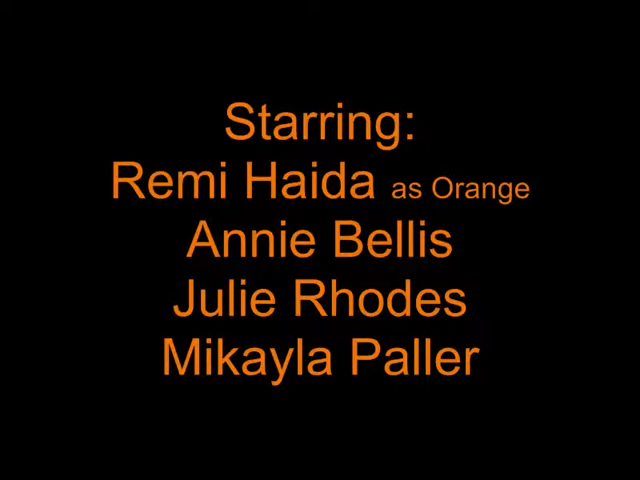 Starring:
Remi Haida as Orange
Annie Bellis
Julie Rhodes
Mikayla Paller